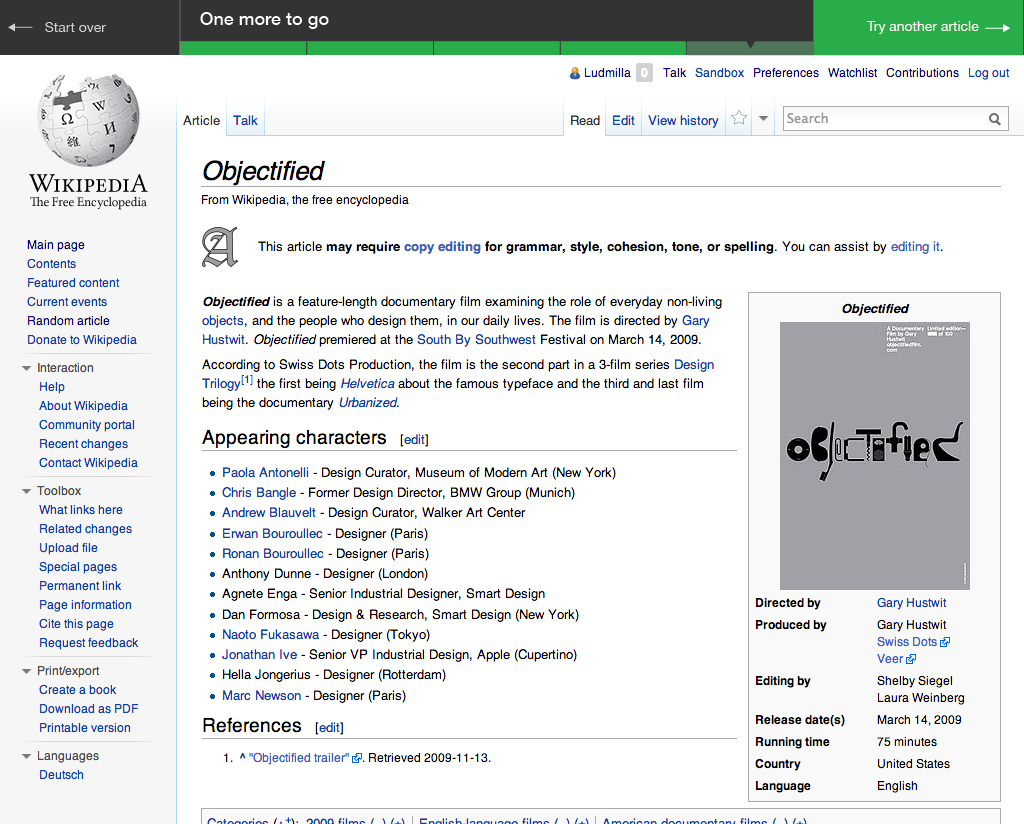 Start over
One more to go
Try another article
Ludmilla 0 Talk Sandbox Preferences Watchlist Contributions Log out
Article Talk Read Edit View history Search
WIKIPEDIA
The Free Encyclopedia
Main page
Contents
Featured content
Current events
Random article
Donate to Wikipedia
Interaction
Help
About Wikipedia
Community portal
Recent changes
Contact Wikipedia
Toolbox
What links here
Related changes
Upload file
Special pages
Permanent link
Page information
Cite this page
Request feedback
Print/export
Create a book
Download as PDF
Printable version
Languages
Deutsch
Objectified
From Wikipedia, the free encyclopedia
This article may require copy editing for grammar, style, cohesion, tone, or spelling. You can assist by editing it.
Objectified is a feature-length documentary film examining the role of everyday non-living
objects, and the people who design them, in our daily lives. The film is directed by Gary
Hustwit. Objectified premiered at the South By Southwest Festival on March 14, 2009.
According to Swiss Dots Production, the film is the second part in a 3-film series Design
Trilogy[1] the first being Helvetica about the famous typeface and the third and last film
being the documentary Urbanized.
Appearing characters [edit]
Paola Antonelli - Design Curator, Museum of Modern Art (New York)
Chris Bangle - Former Design Director, BMW Group (Munich)
Andrew Blauvelt - Design Curator, Walker Art Center
Erwan Bouroullec - Designer (Paris)
Ronan Bouroullec - Designer (Paris)
Anthony Dunne - Designer (London)
Agnete Enga - Senior Industrial Designer, Smart Design
Dan Formosa - Design & Research, Smart Design (New York)
Naoto Fukasawa - Designer (Tokyo)
Jonathan Ive - Senior VP Industrial Design, Apple (Cupertino)
Hella Jongerius - Designer (Rotterdam)
Marc Newson - Designer (Paris)
References [edit]
1. ^ "Objectified trailer". Retrieved 2009-11-13.
Objectified
A Documentary Limited edition
Film by Gary of 100
Hustwit
objectifiedfilm.
com
OBJECTIFIED
Directed by Gary Hustwit
Produced by Gary Hustwit
Swiss Dots
Veer
Editing by Shelby Siegel
Laura Weinberg
Release date(s) March 14, 2009
Running time 75 minutes
Country United States
Language English
Categories (++): 2009 films (-) (±) | English-language films (-) (±) | American documentary films (-) (±)